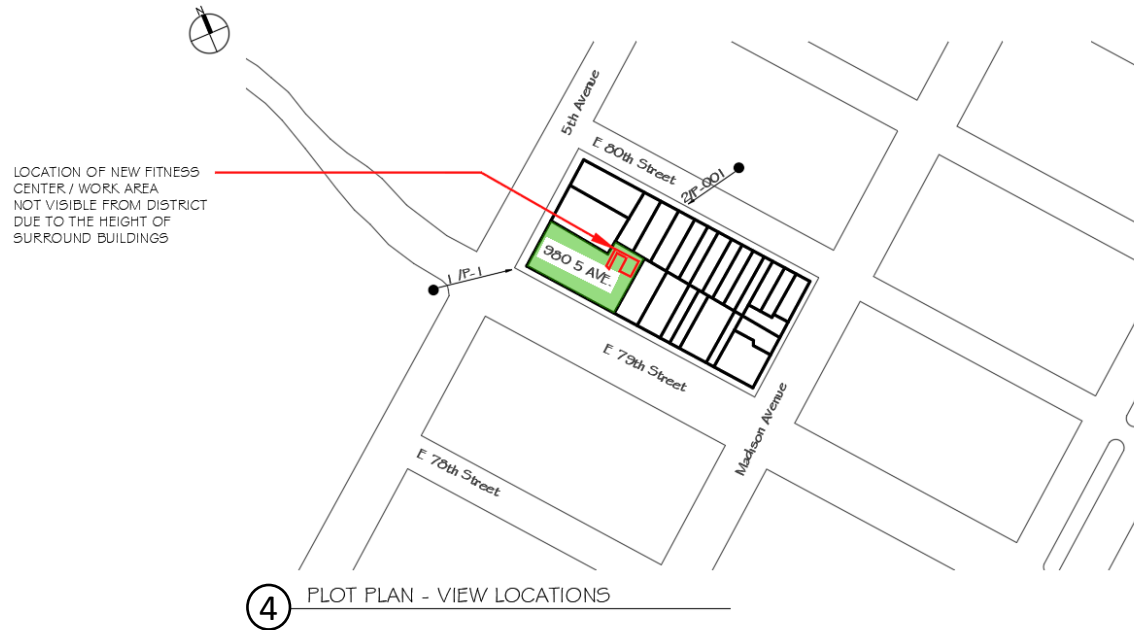 N
5th Avenue
E 80th Street
2/P-001
LOCATION OF NEW FITNESS
CENTER / WORK AREA
NOT VISIBLE FROM DISTRICT
DUE TO THE HEIGHT OF
SURROUND BUILDINGS
980 5 AVE.
1 /P-1
E 79th Street
Madison Avenue
E 78th Street
4 PLOT PLAN - VIEW LOCATIONS